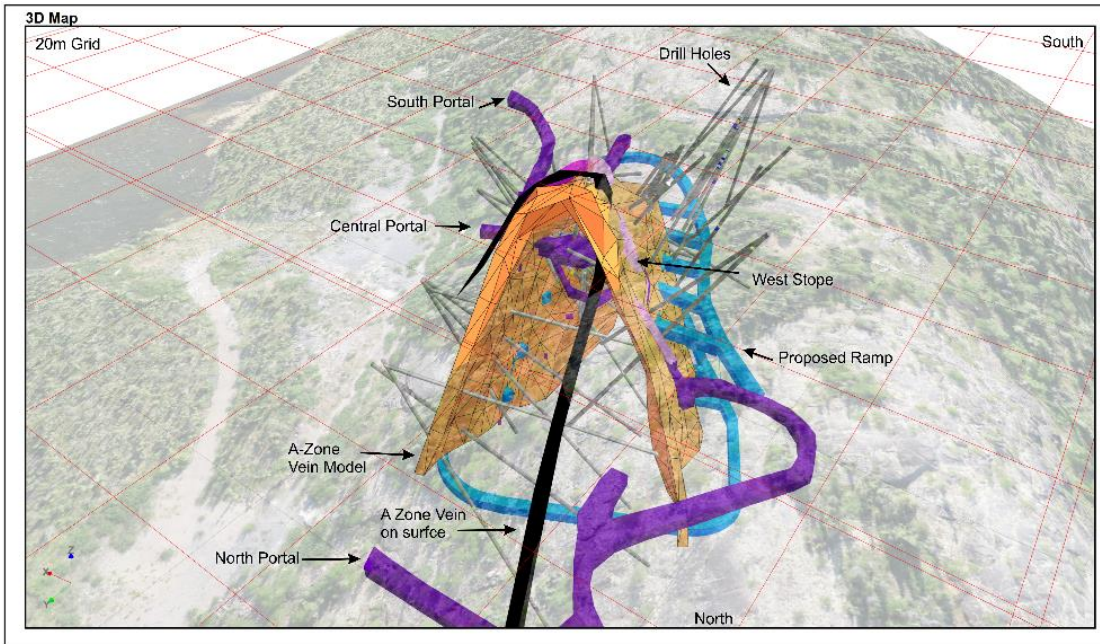 3D Map
20m Grid
South
Drill Holes
South Portal
Central Portal
West Stope
Proposed Ramp
A-Zone
Vein Model
A Zone Vein
on surfce
North Portal
North
Z
X
Y